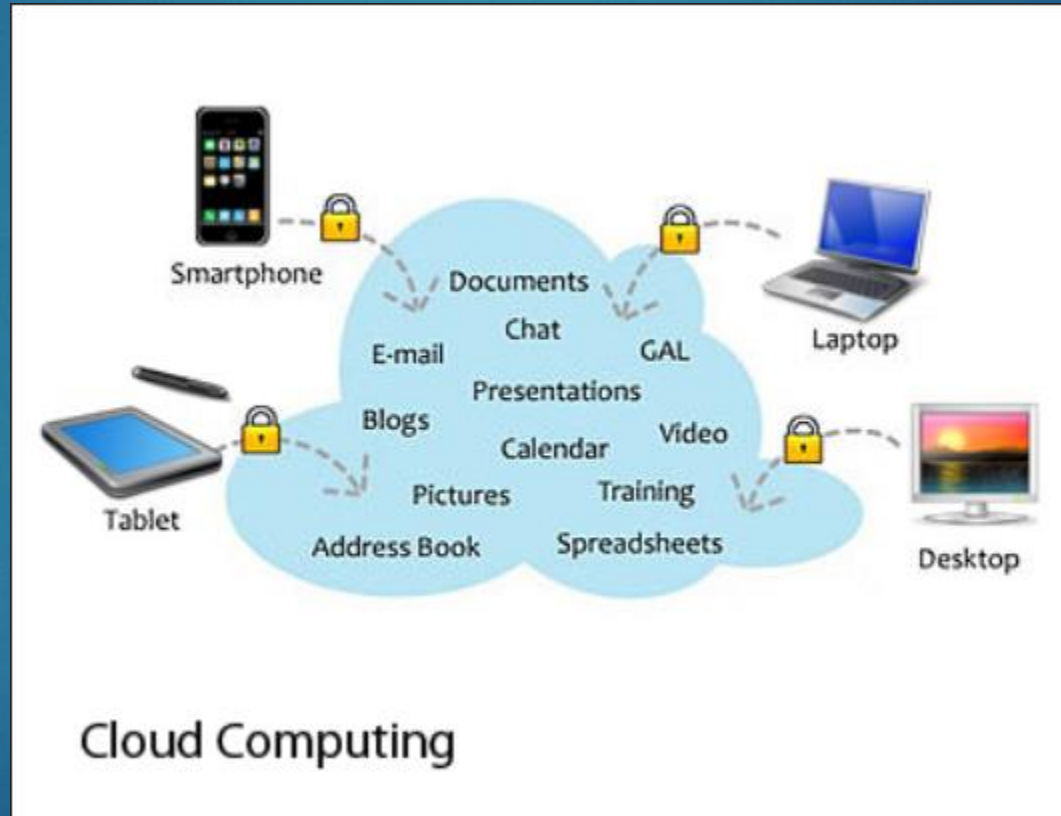 Smartphone
Documents
Chat
E-mail
GAL
Laptop
Presentations
Blogs
Calendar
Video
Tablet
Pictures
Training
Address Book
Spreadsheets
Desktop
Cloud Computing